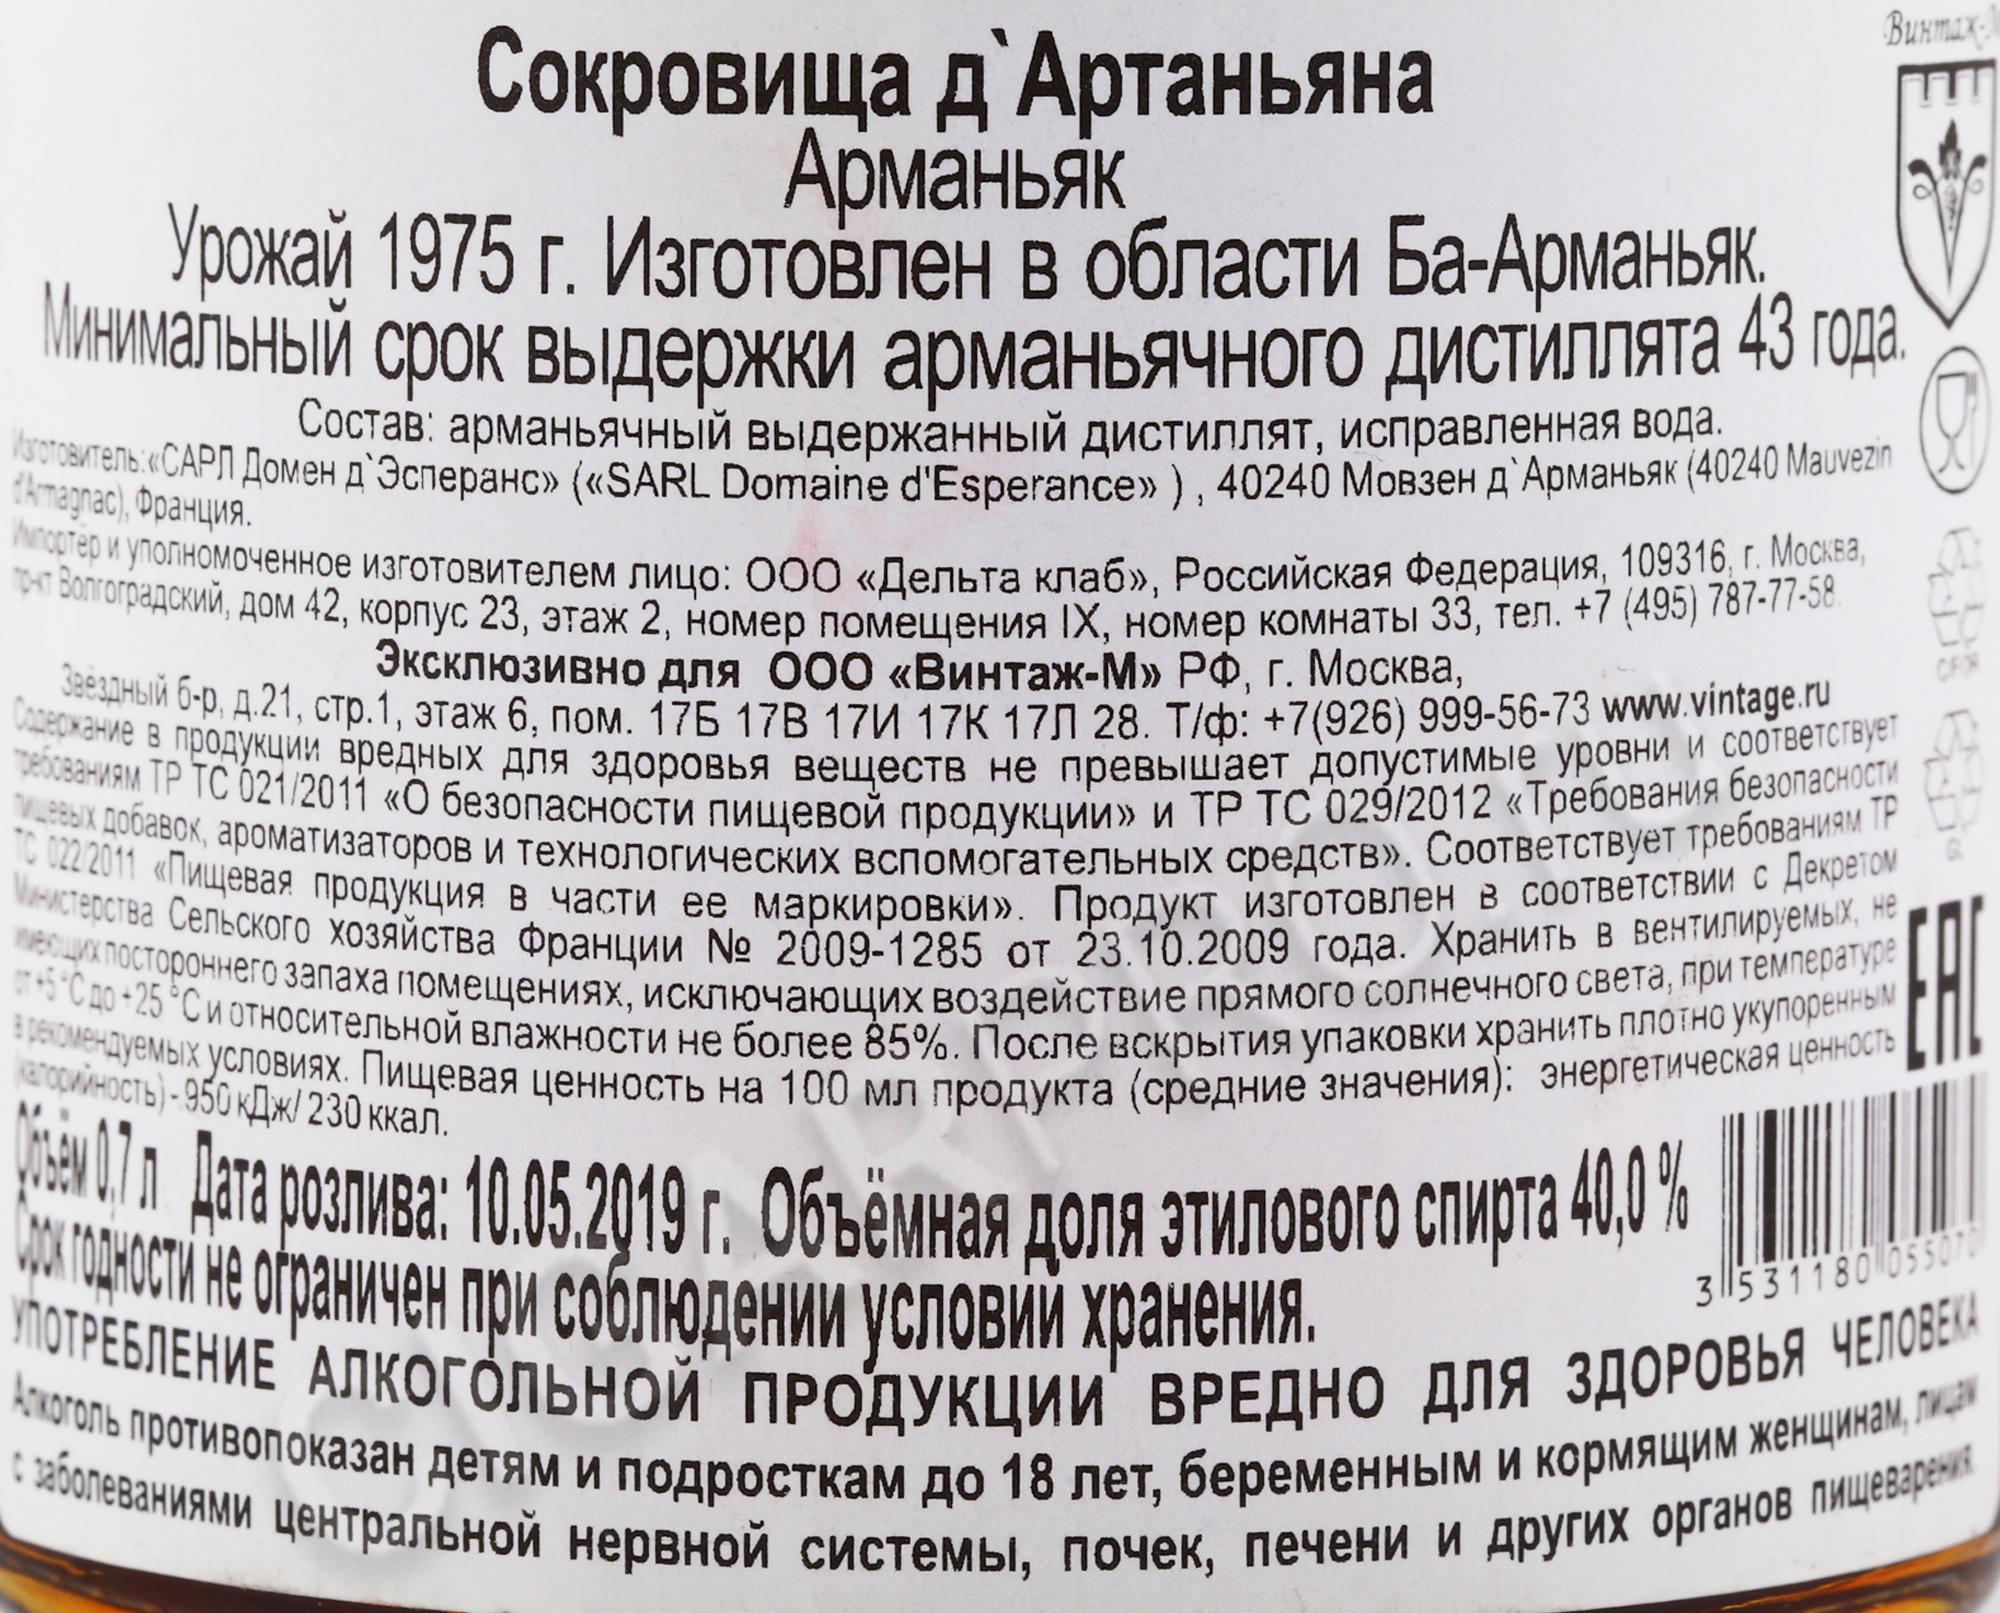 Винтаж-М
Сокровища д`Артаньяна
Арманьяк
Урожай 1975 г. Изготовлен в области Ба-Арманьяк.
Минимальный срок выдержки арманьячного дистиллята 43 года.
Состав: арманьячный выдержанный дистиллят, исправленная вода.
Изготовитель:«САРЛ Домен д`Эсперанс» («SARL Domaine d'Esperance» ) , 40240 Мовзен д`Арманьяк (40240 Mauvezin
d'Armagnac), Франция.
Импортёр и уполномоченное изготовителем лицо: ООО «Дельта клаб», Российская Федерация, 109316, г. Москва,
пр-кт Волгоградский, дом 42, корпус 23, этаж 2, номер помещения IX, номер комнаты 33, тел. +7 (495) 787-77-58.
Эксклюзивно для ООО «Винтаж-М» РФ, г. Москва,
Звёздный б-р, д.21, стр.1, этаж 6, пом. 17Б 17В 17И 17К 17Л 28. Т/ф: +7(926) 999-56-73 www.vintage.ru
Содержание в продукции вредных для здоровья веществ не превышает допустимые уровни и соответствует
требованиям ТР ТС 021/2011 «О безопасности пищевой продукции» и ТР ТС 029/2012 «Требования безопасности
пищевых добавок, ароматизаторов и технологических вспомогательных средств». Соответствует требованиям ТР
ТС 022/2011 «Пищевая продукция в части ее маркировки». Продукт изготовлен в соответствии с Декретом
Министерства Сельского хозяйства Франции № 2009-1285 от 23.10.2009 года. Хранить в вентилируемых, не
имеющих постороннего запаха помещениях, исключающих воздействие прямого солнечного света, при температуре
от +5 °С до +25 °С и относительной влажности не более 85%. После вскрытия упаковки хранить плотно укупоренным
в рекомендуемых условиях. Пищевая ценность на 100 мл продукта (средние значения): энергетическая ценность
(калорийность) - 950 кДж/ 230 ккал.
Объём 0,7 л Дата розлива: 10.05.2019 г. Объёмная доля этилового спирта 40,0 %
Срок годности не ограничен при соблюдении условий хранения.
УПОТРЕБЛЕНИЕ АЛКОГОЛЬНОЙ ПРОДУКЦИИ ВРЕДНО ДЛЯ ЗДОРОВЬЯ ЧЕЛОВЕКА
Алкоголь противопоказан детям и подросткам до 18 лет, беременным и кормящим женщинам, лицам
с заболеваниями центральной нервной системы, почек, печени и других органов пищеварения.
C/FOR
GL
EAC
3 531180 055070